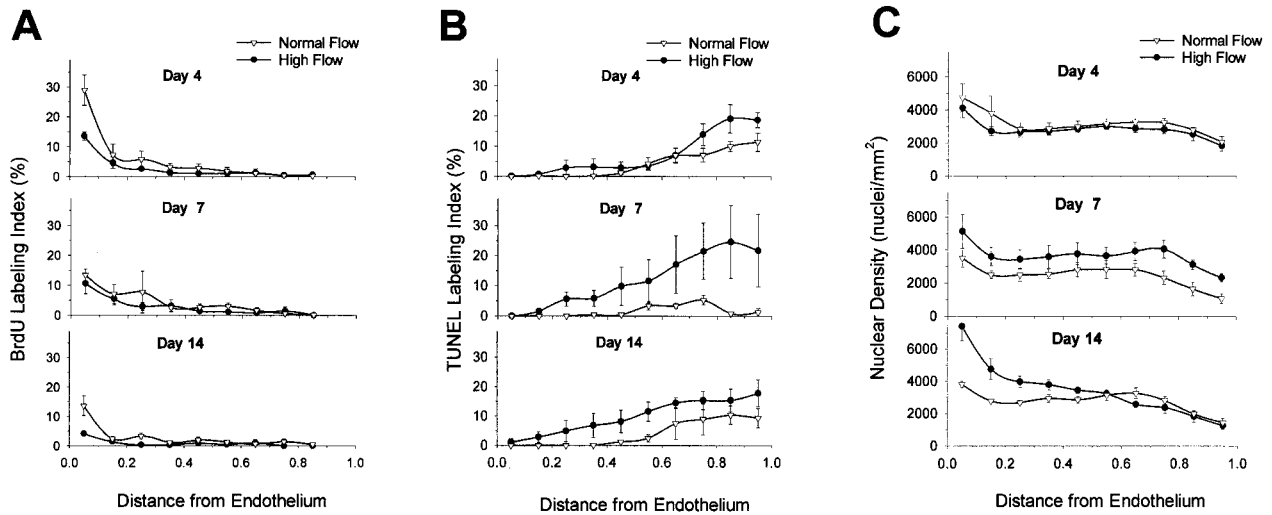 A
Normal Flow
High Flow
BrdU Labeling Index (%)
Day 4
30
20
10
0
Day 7
30
20
10
0
Day 14
30
20
10
0
0.0 0.2 0.4 0.6 0.8 1.0
Distance from Endothelium
B
Normal Flow
High Flow
TUNEL Labeling Index (%)
Day 4
30
20
10
0
Day 7
30
20
10
0
Day 14
30
20
10
0
0.0 0.2 0.4 0.6 0.8 1.0
Distance from Endothelium
C
Normal Flow
High Flow
Nuclear Density (nuclei/mm²)
Day 4
6000
4000
2000
0
Day 7
6000
4000
2000
0
Day 14
6000
4000
2000
0
0.0 0.2 0.4 0.6 0.8 1.0
Distance from Endothelium